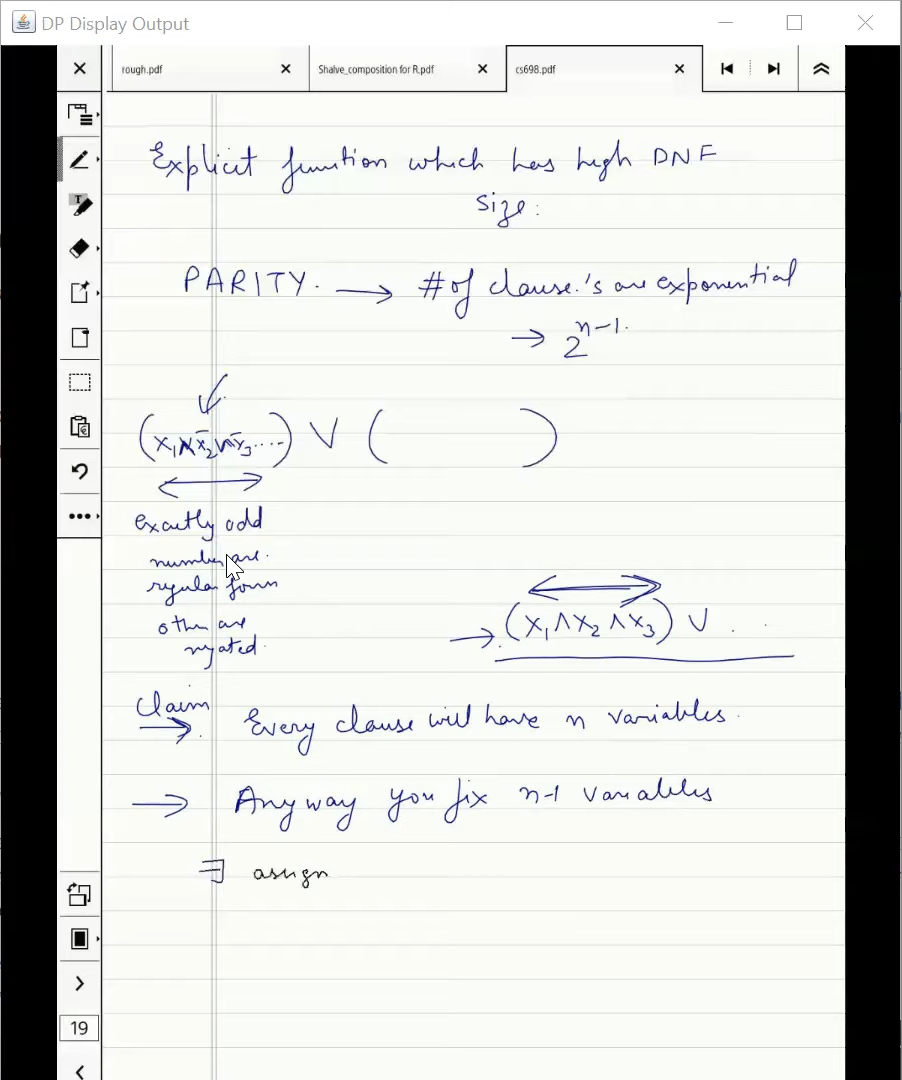 DP Display Output
rough.pdf
Shalve_composition for R.pdf
cs698.pdf
Explicit function which has high DNF
size:
PARITY. → # of clause's are exponential
→ 2^{n-1}.
(x₁ ∧ x̄₂ ∧ x̄₃ ....) ∨ ( )
exactly odd
number are.
regular form
other are
negated.
→ (x₁ ∧ x₂ ∧ x₃) ∨ . .
Claim
→ Every clause will have n variables.
→ Anyway you fix n-1 variables
∃ assign
19